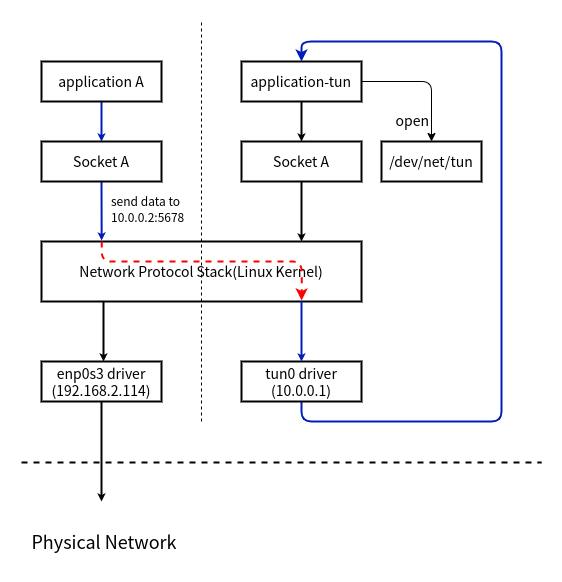 application A
application-tun
open
Socket A
Socket A
/dev/net/tun
send data to
10.0.0.2:5678
Network Protocol Stack(Linux Kernel)
enp0s3 driver
(192.168.2.114)
tun0 driver
(10.0.0.1)
Physical Network